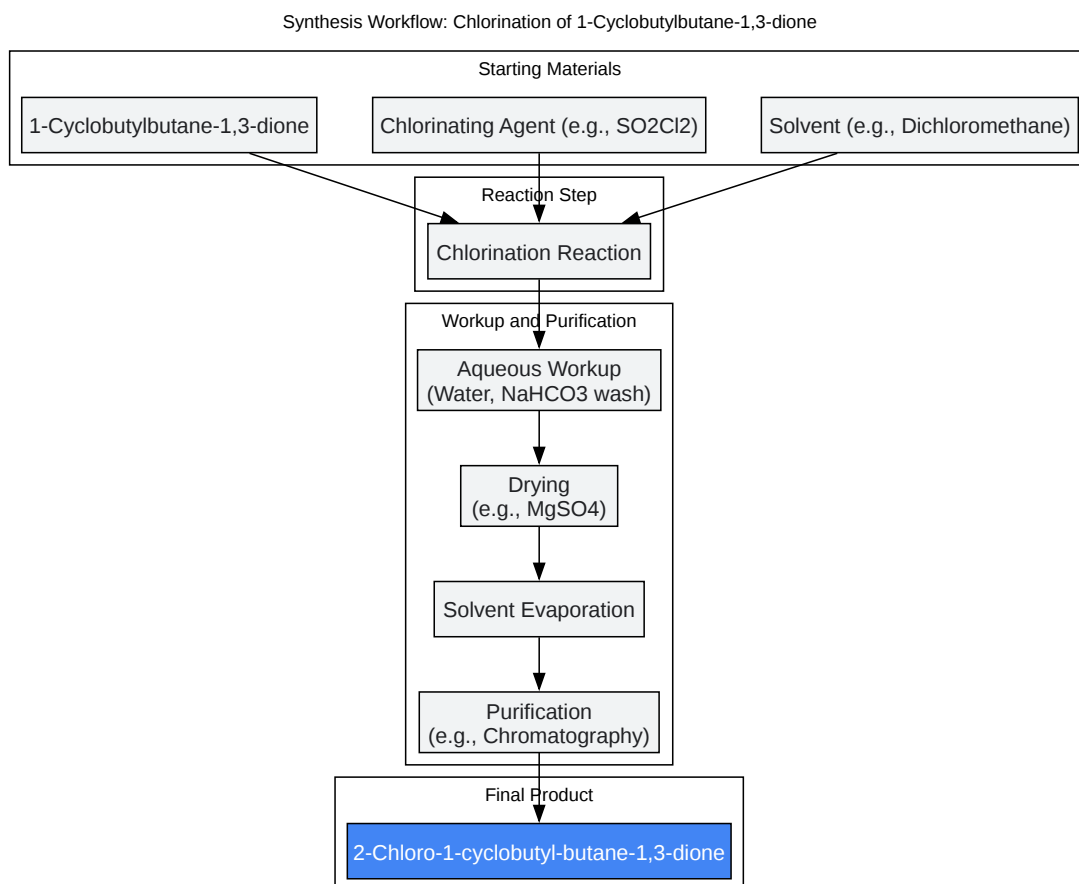 Synthesis Workflow: Chlorination of 1-Cyclobutylbutane-1,3-dione
Starting Materials
1-Cyclobutylbutane-1,3-dione
Chlorinating Agent (e.g., SO2Cl2)
Solvent (e.g., Dichloromethane)
Reaction Step
Chlorination Reaction
Workup and Purification
Aqueous Workup
(Water, NaHCO3 wash)
Drying
(e.g., MgSO4)
Solvent Evaporation
Purification
(e.g., Chromatography)
Final Product
2-Chloro-1-cyclobutyl-butane-1,3-dione